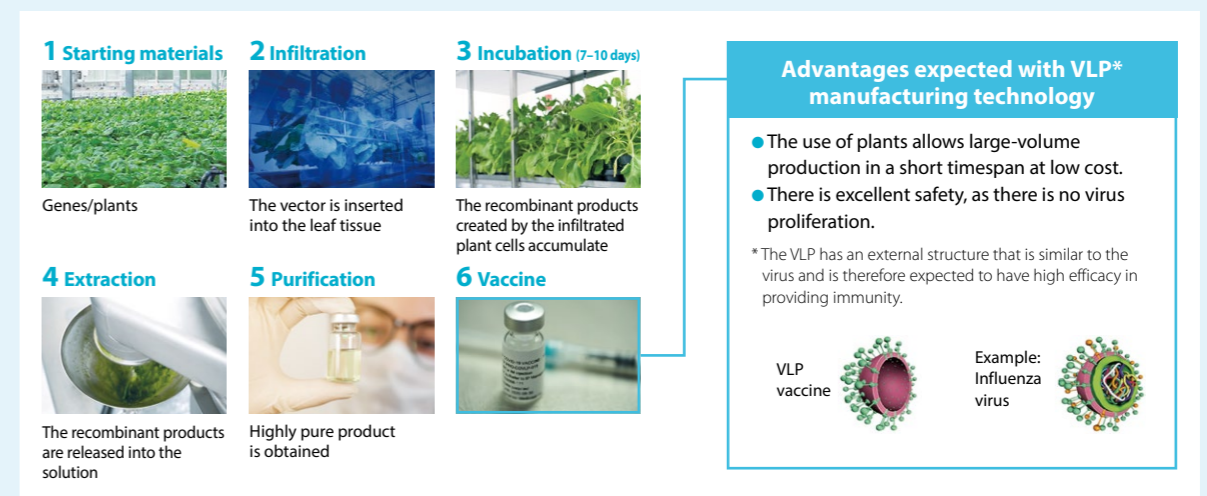 1 Starting materials
Genes/plants
2 Infiltration
The vector is inserted
into the leaf tissue
3 Incubation (7–10 days)
The recombinant products
created by the infiltrated
plant cells accumulate
4 Extraction
The recombinant products
are released into the
solution
5 Purification
Highly pure product
is obtained
6 Vaccine
Advantages expected with VLP*
manufacturing technology
● The use of plants allows large-volume
production in a short timespan at low cost.
● There is excellent safety, as there is no virus
proliferation.
* The VLP has an external structure that is similar to the
virus and is therefore expected to have high efficacy in
providing immunity.
VLP
vaccine
Example:
Influenza
virus